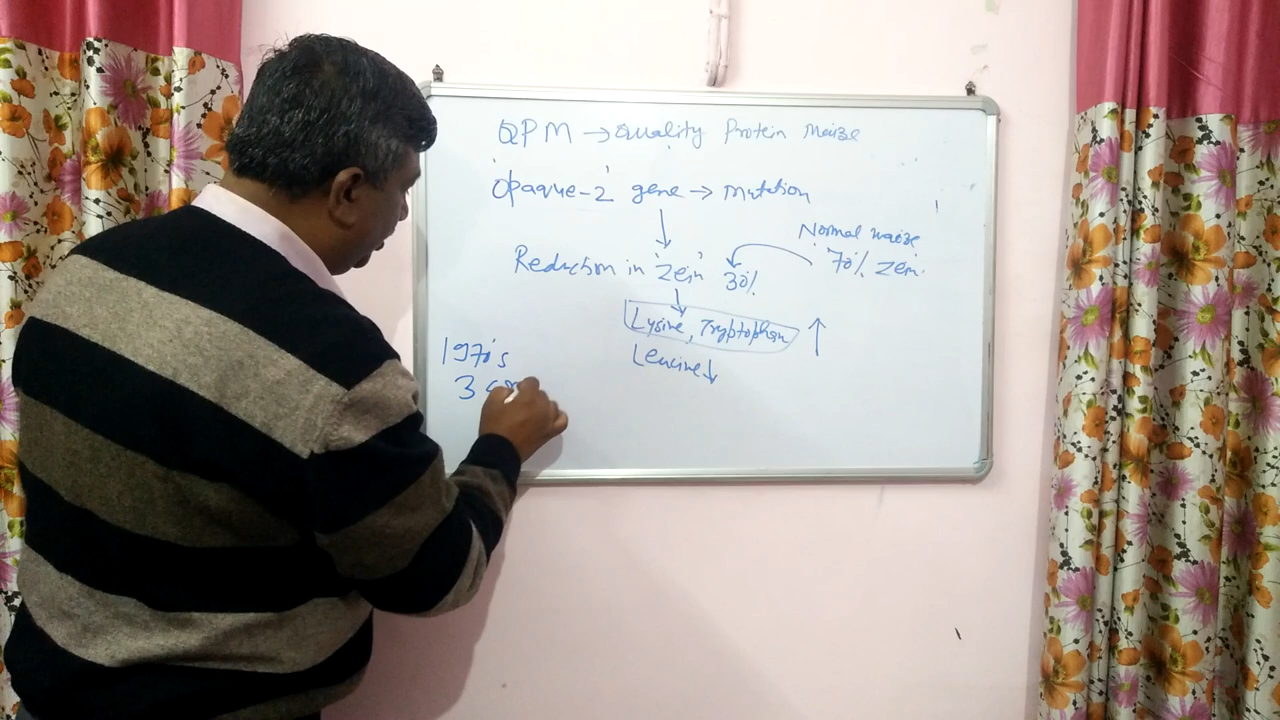 QPM → Quality Protein Maize
'Opaque-2' gene → Mutation
Normal maize
70% Zein
Reduction in 'Zein' 30%
Lysine, Tryptophan ↑
Leucine ↓
1970's
3